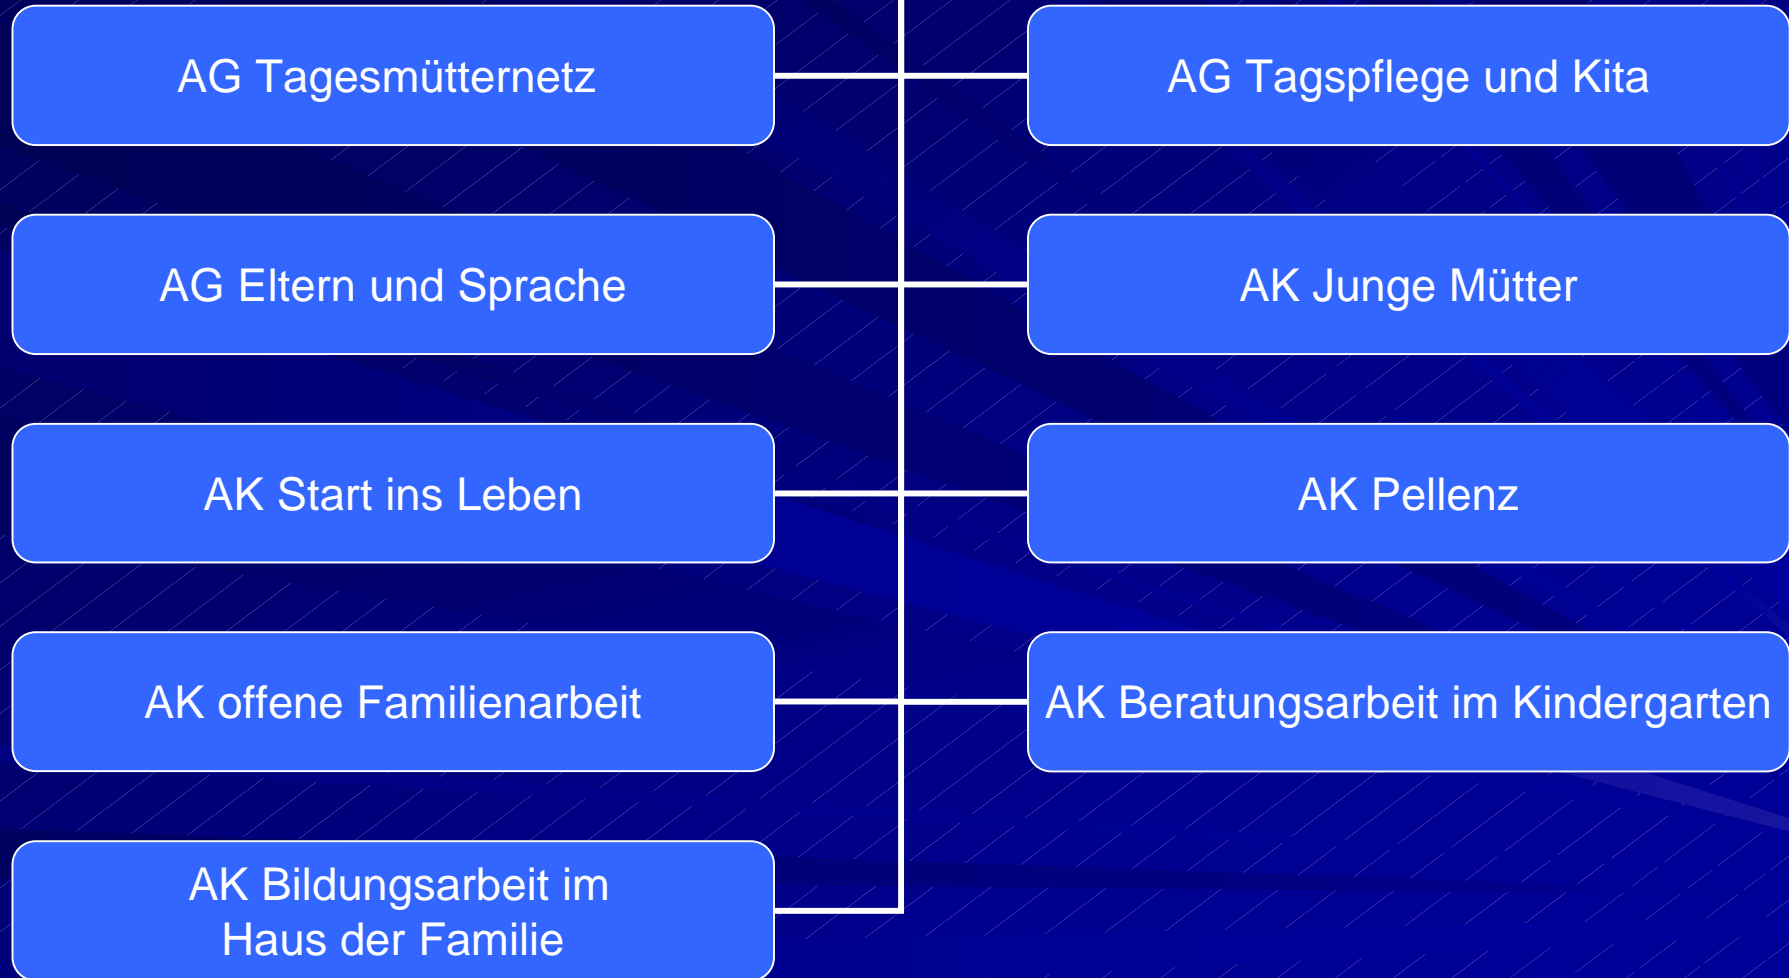 AG Tagesmütternetz
AG Tagspflege und Kita
AG Eltern und Sprache
AK Junge Mütter
AK Start ins Leben
AK Pellenz
AK offene Familienarbeit
AK Beratungsarbeit im Kindergarten
AK Bildungsarbeit im
Haus der Familie